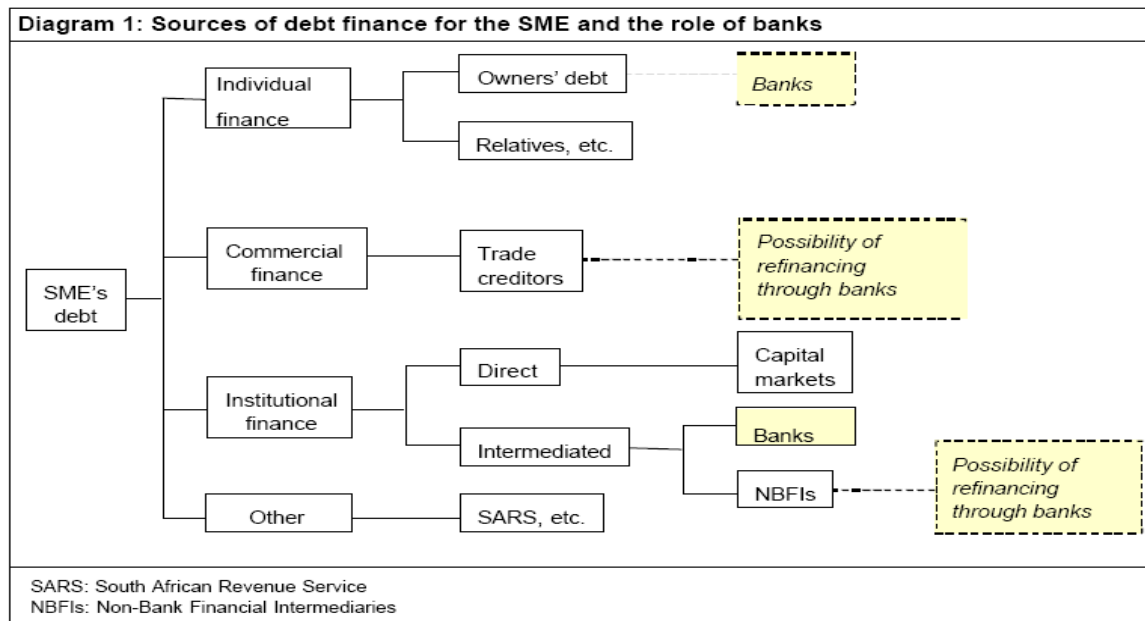 Diagram 1: Sources of debt finance for the SME and the role of banks
Individual
finance
Owners’ debt
Banks
Relatives, etc.
Commercial
finance
Trade
creditors
Possibility of
refinancing
through banks
SME’s
debt
Institutional
finance
Direct
Capital
markets
Intermediated
Banks
NBFIs
Possibility of
refinancing
through banks
Other
SARS, etc.
SARS: South African Revenue Service
NBFIs: Non-Bank Financial Intermediaries